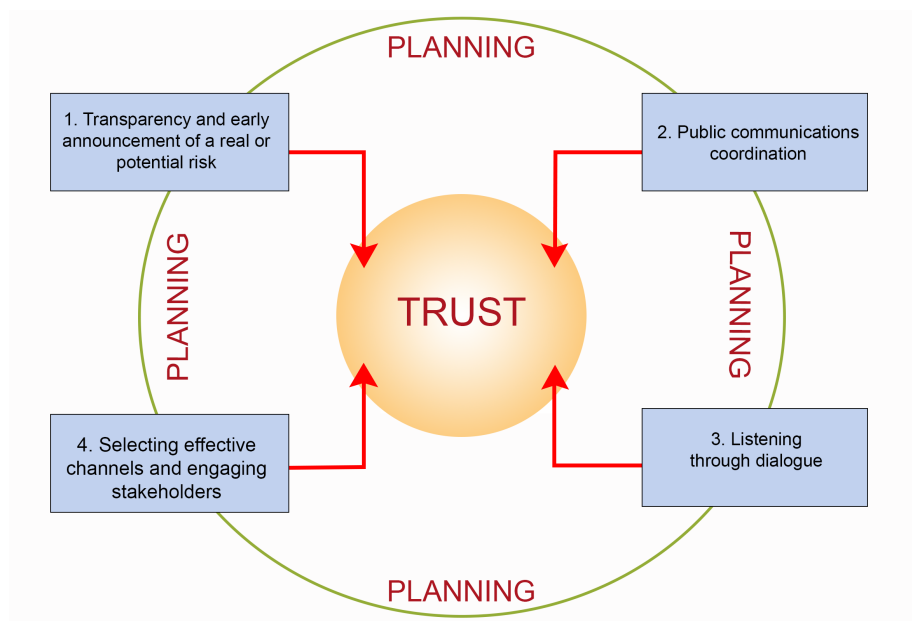 PLANNING
1. Transparency and early
announcement of a real or
potential risk
2. Public communications
coordination
PLANNING
TRUST
PLANNING
4. Selecting effective
channels and engaging
stakeholders
3. Listening
through dialogue
PLANNING